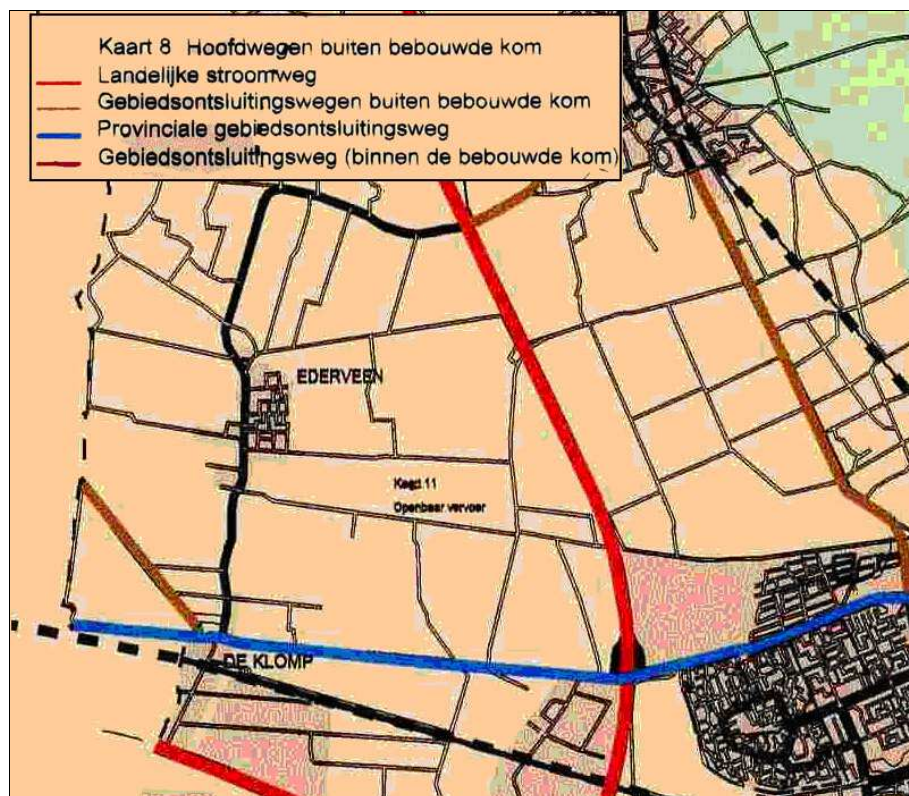 Kaart 8 Hoofdwegen buiten bebouwde kom
Landelijke stroomweg
Gebiedsontsluitingswegen buiten bebouwde kom
Provinciale gebiedsontsluitingsweg
Gebiedsontsluitingsweg (binnen de bebouwde kom)
EDERVEEN
Kaart 11
Openbaar vervoer
DE KLOMP